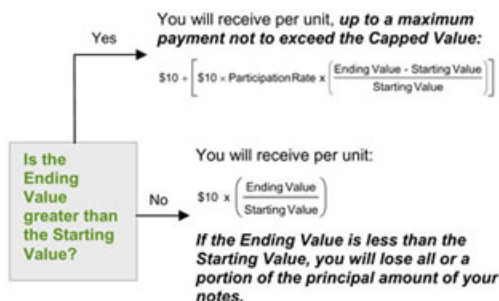 You will receive per unit, up to a maximum
payment not to exceed the Capped Value:
Yes
$10 + [ $10 × Participation Rate x ( Ending Value - Starting Value / Starting Value ) ]
Is the
Ending
Value
greater than
the Starting
Value?
No
You will receive per unit:
$10 x ( Ending Value / Starting Value )
If the Ending Value is less than the
Starting Value, you will lose all or a
portion of the principal amount of your
notes.